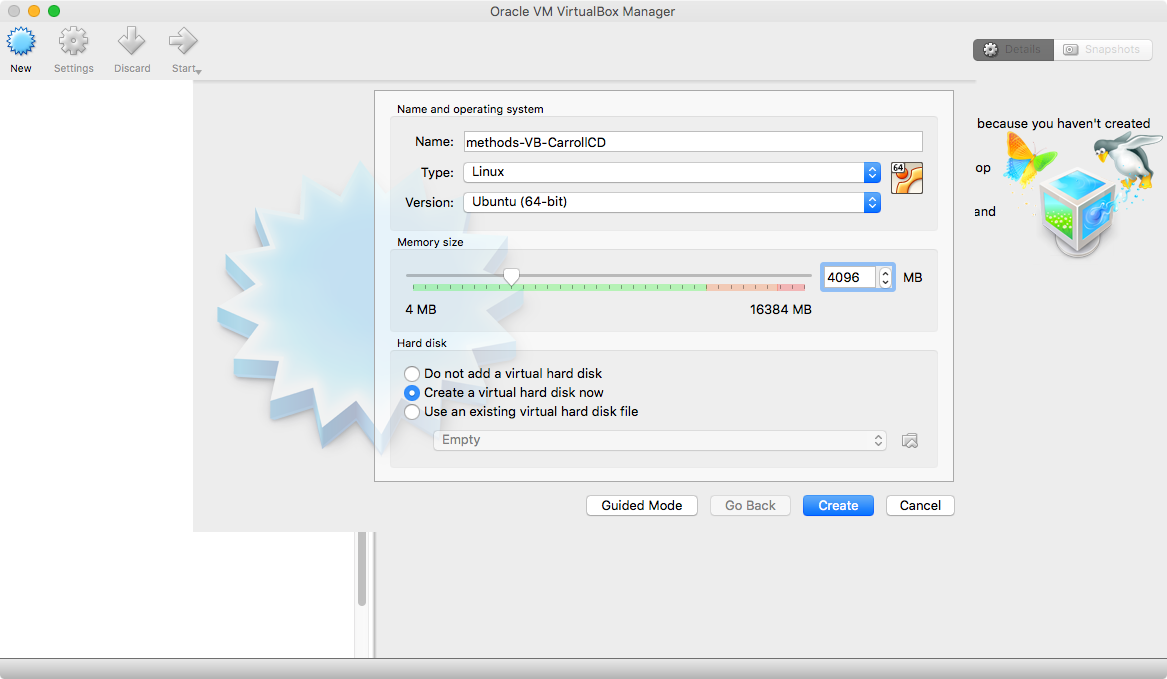 Oracle VM VirtualBox Manager
New
Settings
Discard
Start
Details
Snapshots
because you haven't created
op
and
Name and operating system
Name: methods-VB-CarrollCD
Type: Linux
64
Version: Ubuntu (64-bit)
Memory size
4096 MB
4 MB 16384 MB
Hard disk
Do not add a virtual hard disk
Create a virtual hard disk now
Use an existing virtual hard disk file
Empty
Guided Mode Go Back Create Cancel